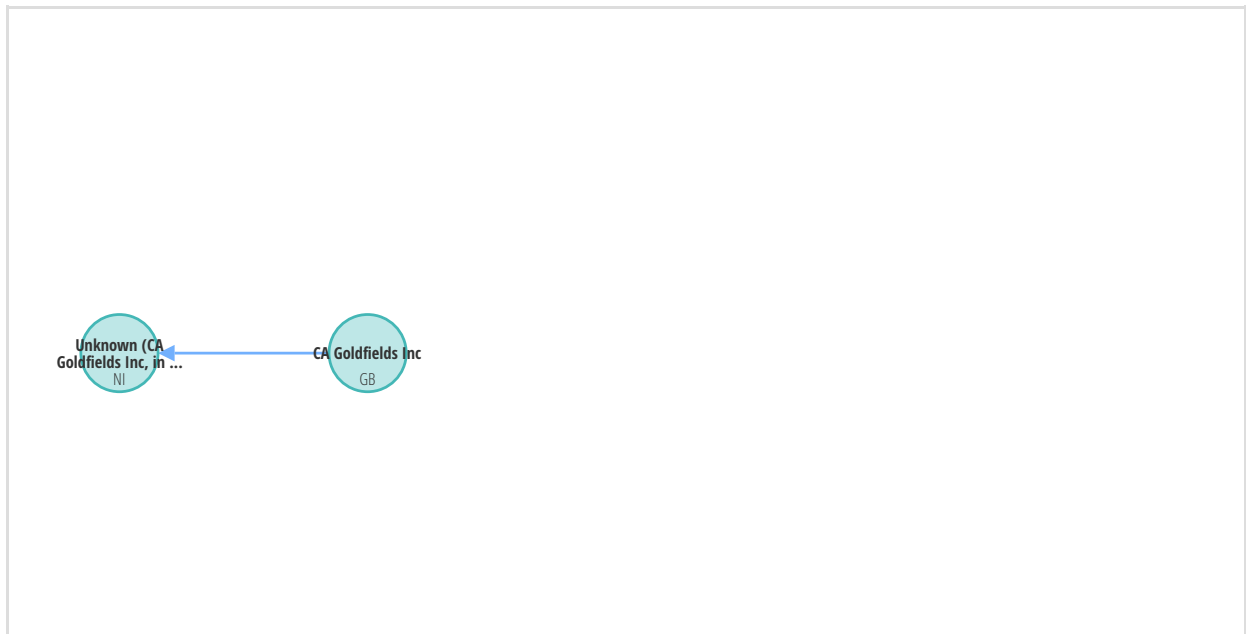 Unknown (CA
Goldfields Inc, in ...
NI
CA Goldfields Inc
GB